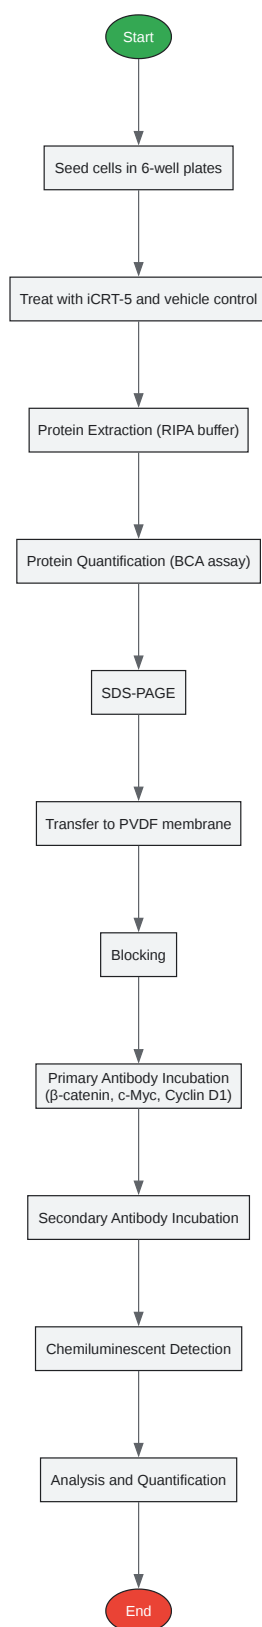 Start
Seed cells in 6-well plates
Treat with iCRT-5 and vehicle control
Protein Extraction (RIPA buffer)
Protein Quantification (BCA assay)
SDS-PAGE
Transfer to PVDF membrane
Blocking
Primary Antibody Incubation
(β-catenin, c-Myc, Cyclin D1)
Secondary Antibody Incubation
Chemiluminescent Detection
Analysis and Quantification
End